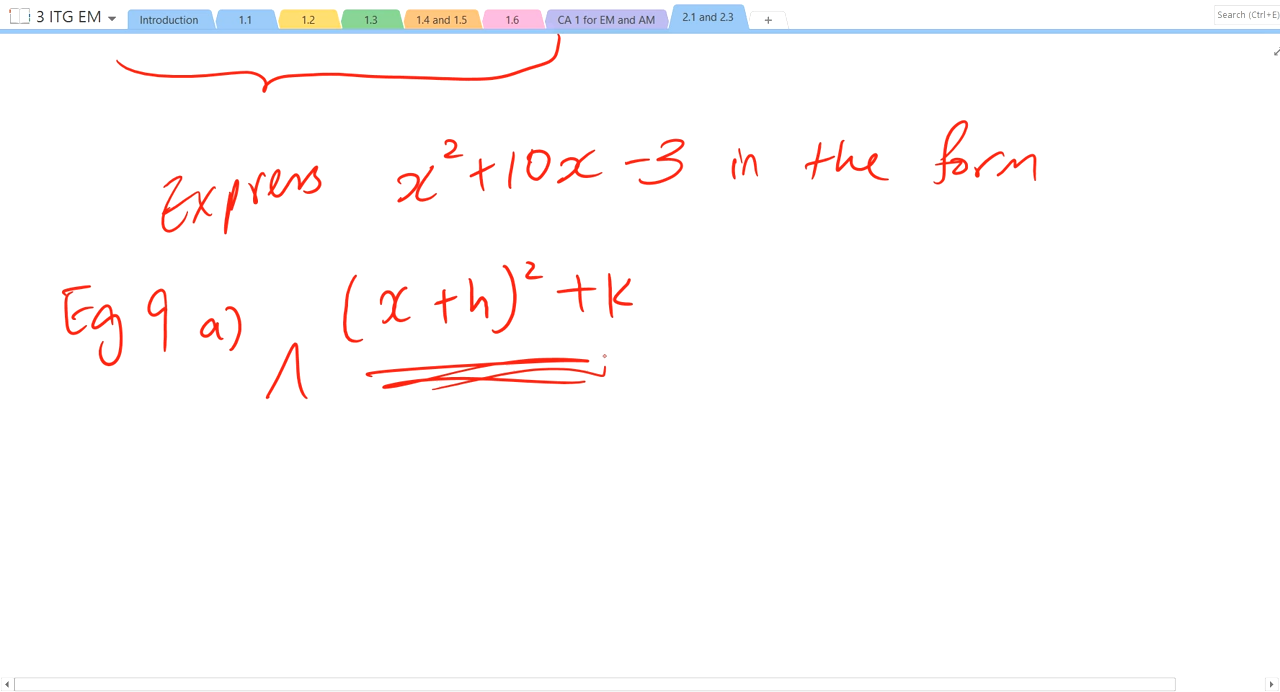 3 ITG EM Introduction 1.1 1.2 1.3 1.4 and 1.5 1.6 CA 1 for EM and AM 2.1 and 2.3 + Search (Ctrl+E)
Express x²+10x -3 in the form
Eg 9 a) (x+h)² + k